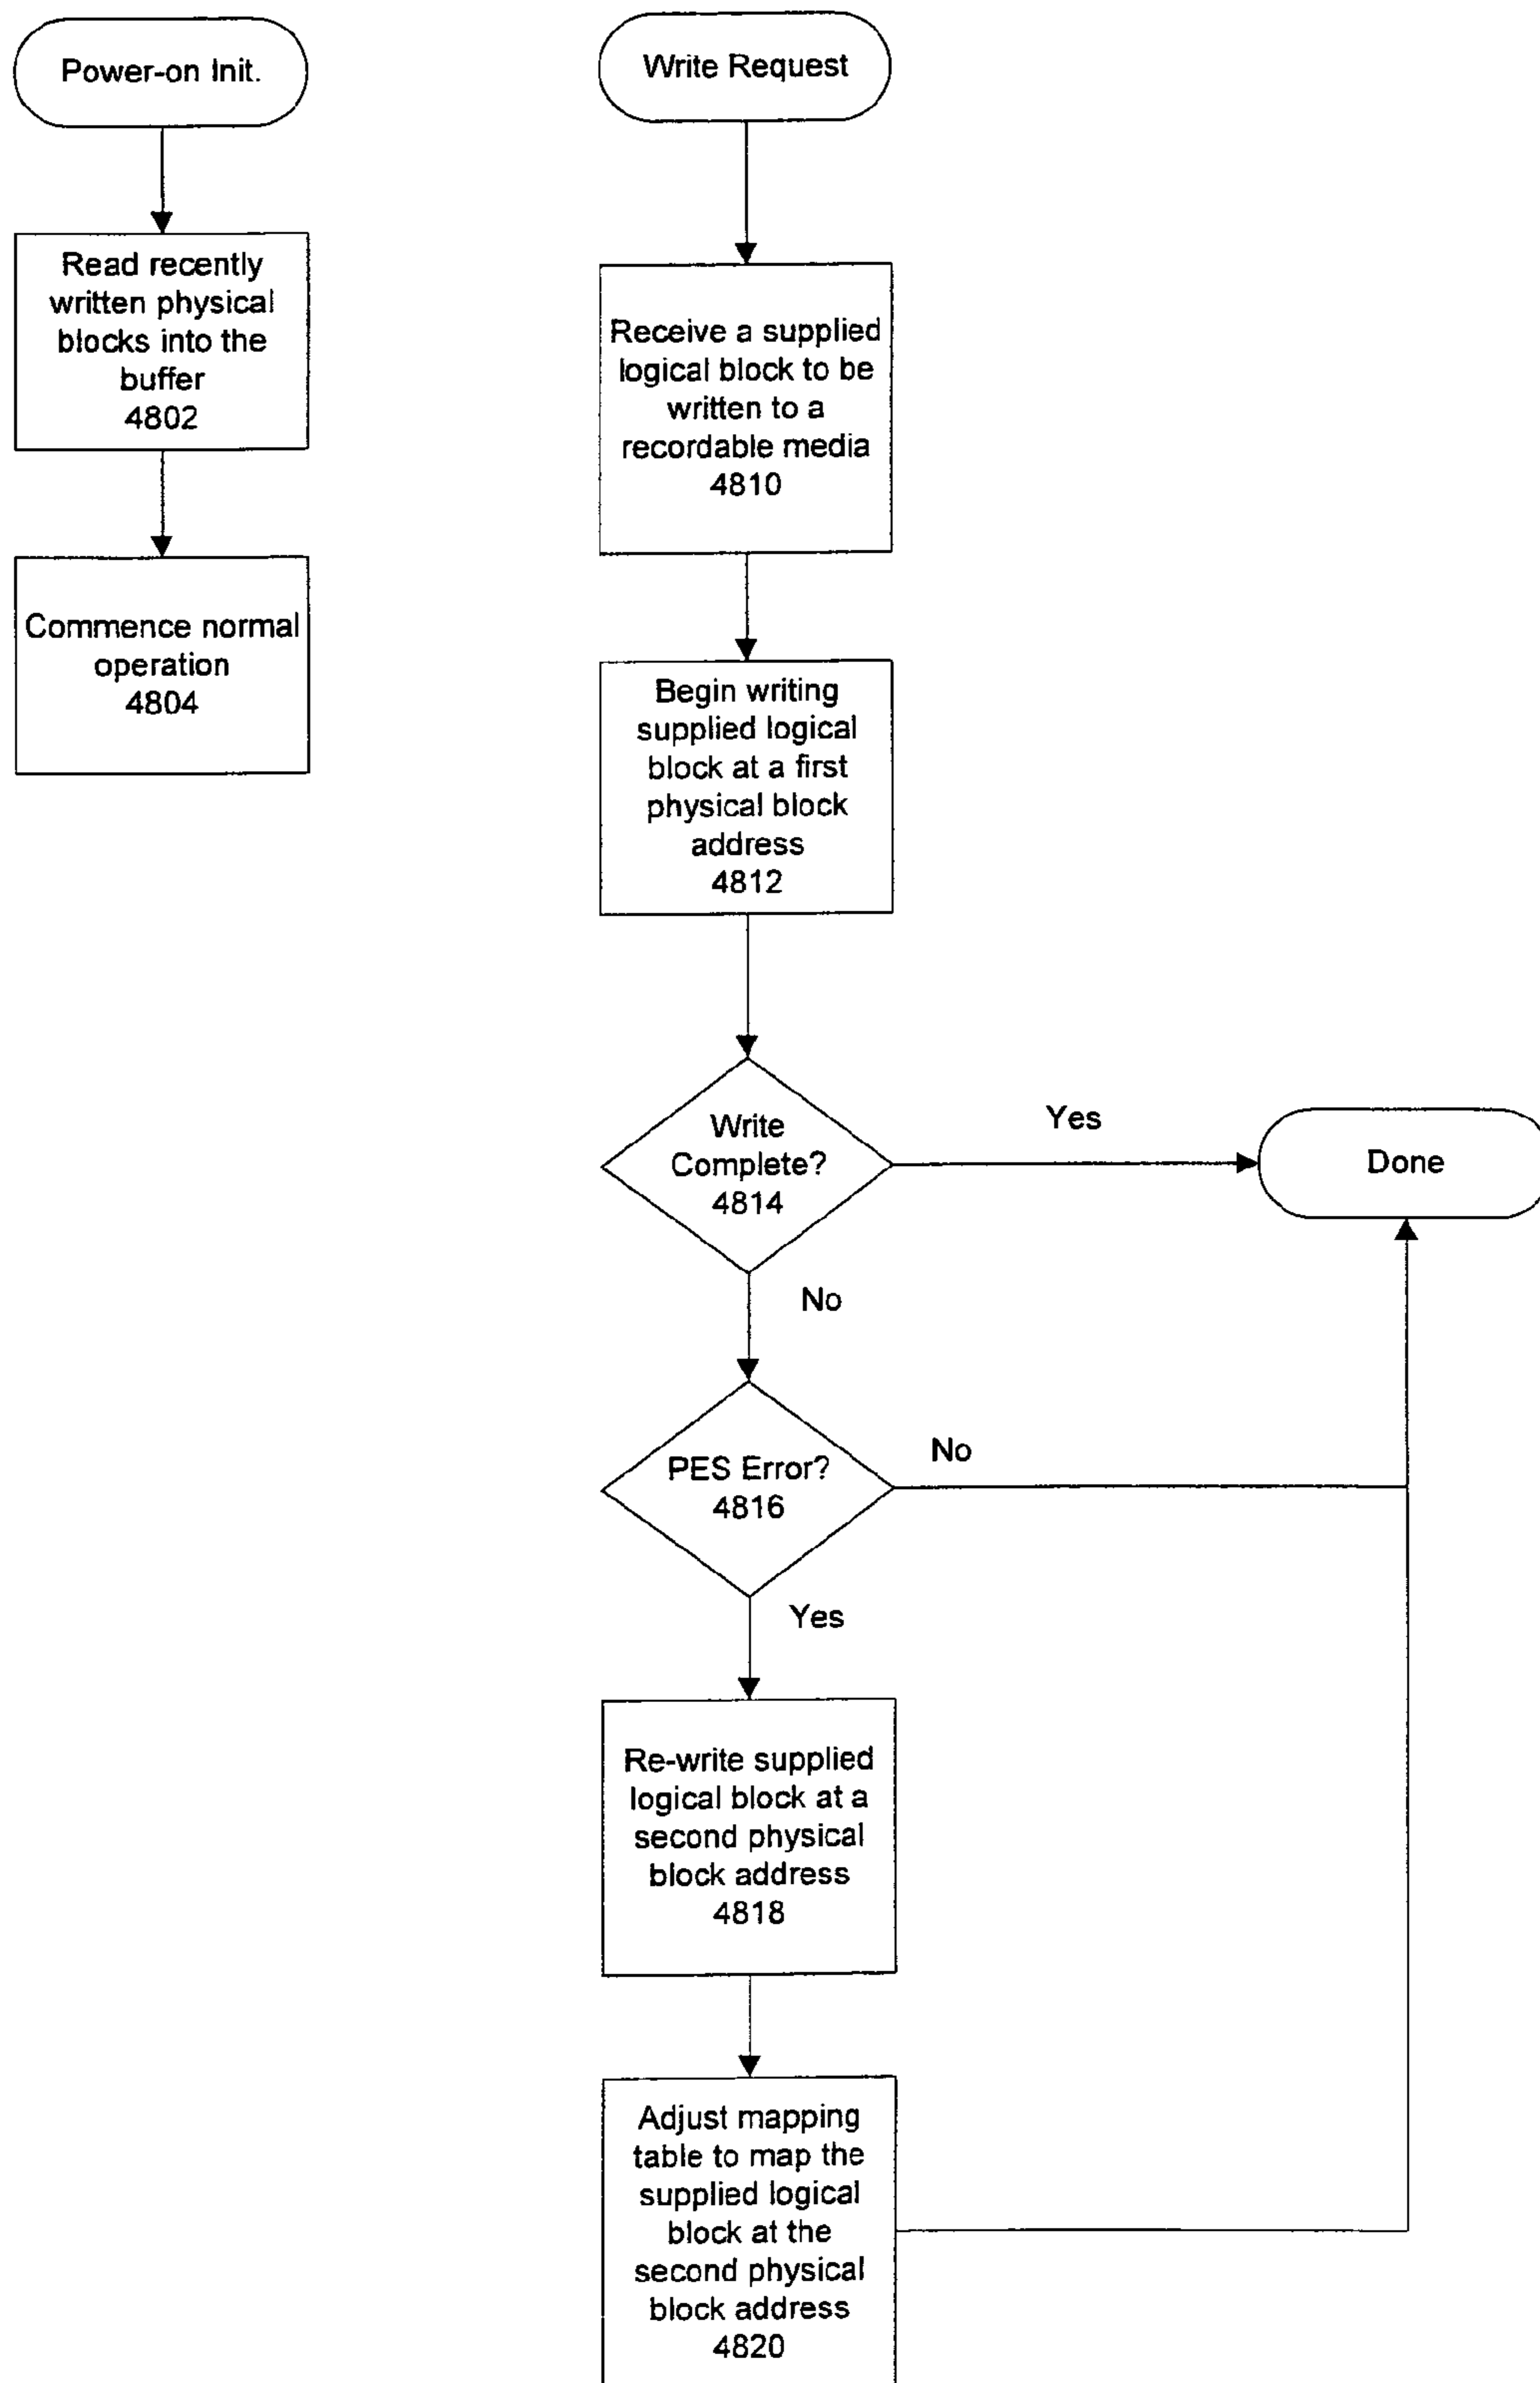 Power-on Init.
Read recently
written physical
blocks into the
buffer
4802
Commence normal
operation
4804
Write Request
Receive a supplied
logical block to be
written to a
recordable media
4810
Begin writing
supplied logical
block at a first
physical block
address
4812
Write
Complete?
4814
Yes
Done
No
PES Error?
4816
No
Yes
Re-write supplied
logical block at a
second physical
block address
4818
Adjust mapping
table to map the
supplied logical
block at the
second physical
block address
4820